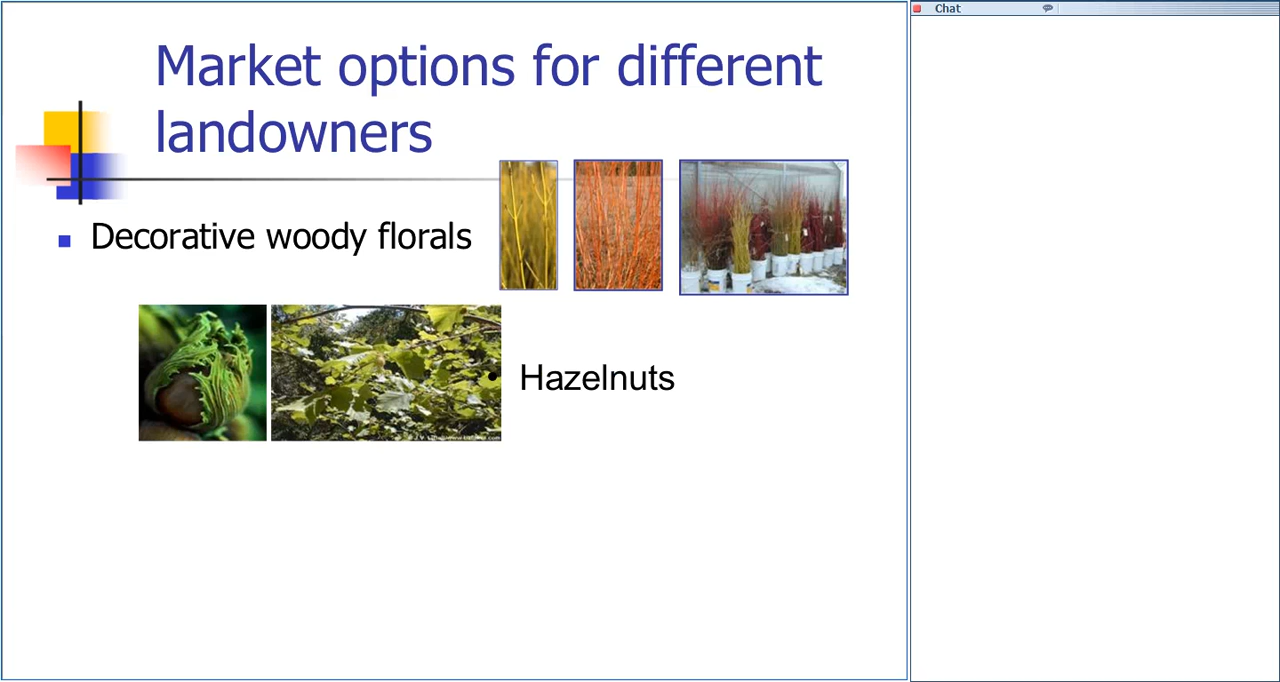 Chat
Market options for different
landowners
Decorative woody florals
Hazelnuts